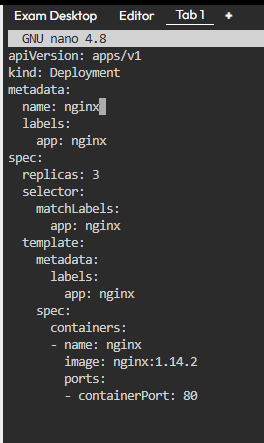 Exam Desktop Editor Tab 1 +
GNU nano 4.8
apiVersion: apps/v1
kind: Deployment
metadata:
  name: nginx
  labels:
    app: nginx
spec:
  replicas: 3
  selector:
    matchLabels:
      app: nginx
  template:
    metadata:
      labels:
        app: nginx
    spec:
      containers:
      - name: nginx
        image: nginx:1.14.2
        ports:
        - containerPort: 80